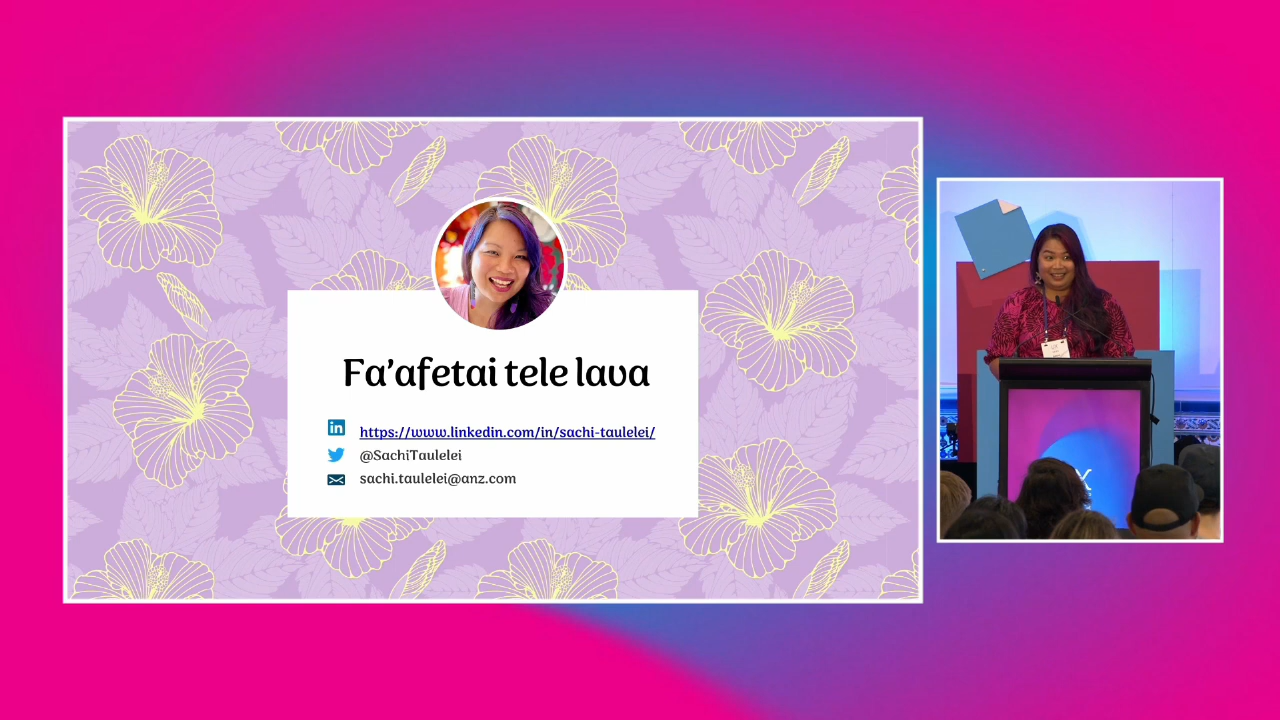 Fa'afetai tele lava
https://www.linkedin.com/in/sachi-taulelei/
@SachiTaulelei
sachi.taulelei@anz.com